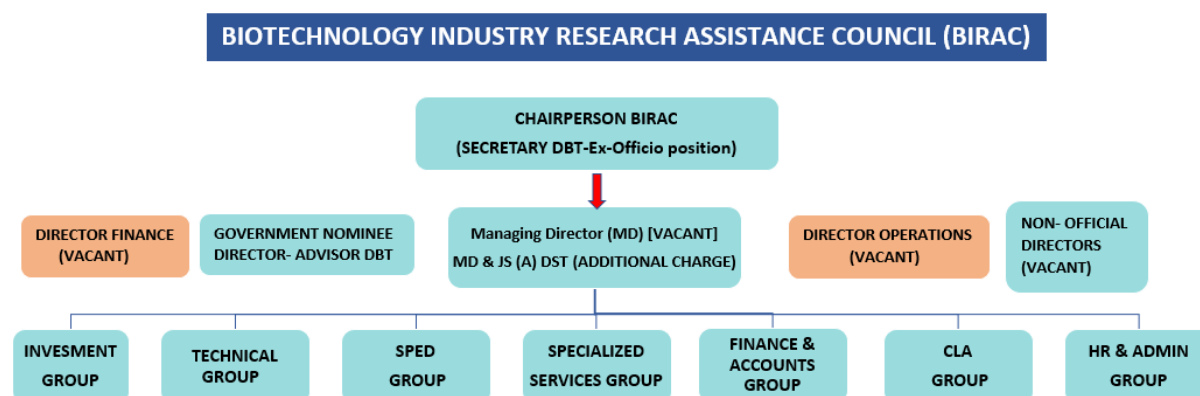 BIOTECHNOLOGY INDUSTRY RESEARCH ASSISTANCE COUNCIL (BIRAC)
CHAIRPERSON BIRAC
(SECRETARY DBT-Ex-Officio position)
DIRECTOR FINANCE
(VACANT)
GOVERNMENT NOMINEE
DIRECTOR- ADVISOR DBT
Managing Director (MD) [VACANT]
MD & JS (A) DST (ADDITIONAL CHARGE)
DIRECTOR OPERATIONS
(VACANT)
NON- OFFICIAL
DIRECTORS
(VACANT)
INVESMENT
GROUP
TECHNICAL
GROUP
SPED
GROUP
SPECIALIZED
SERVICES GROUP
FINANCE &
ACCOUNTS
GROUP
CLA
GROUP
HR & ADMIN
GROUP